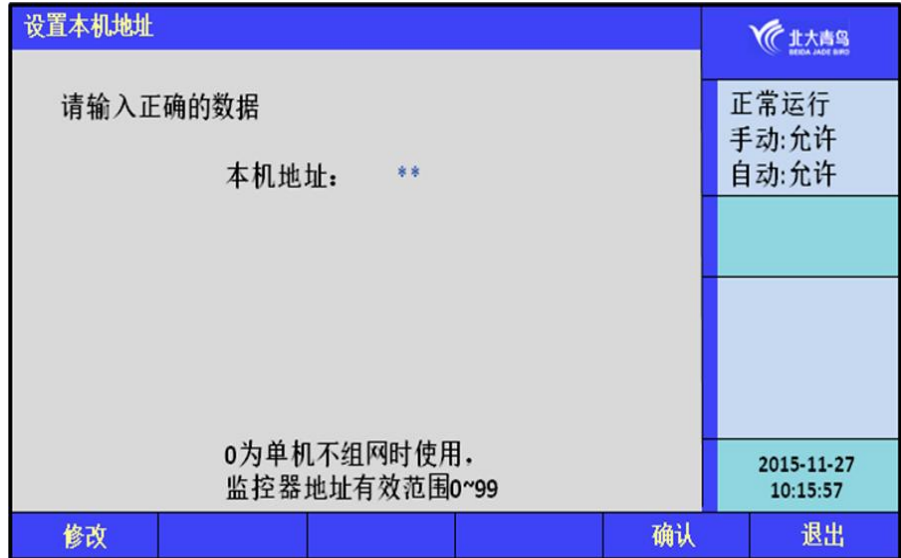 设置本机地址
北大青鸟
BEIDA JADE BIRD
请输入正确的数据
本机地址： **
正常运行
手动:允许
自动:允许
0为单机不组网时使用，
监控器地址有效范围0~99
2015-11-27
10:15:57
修改
确认
退出